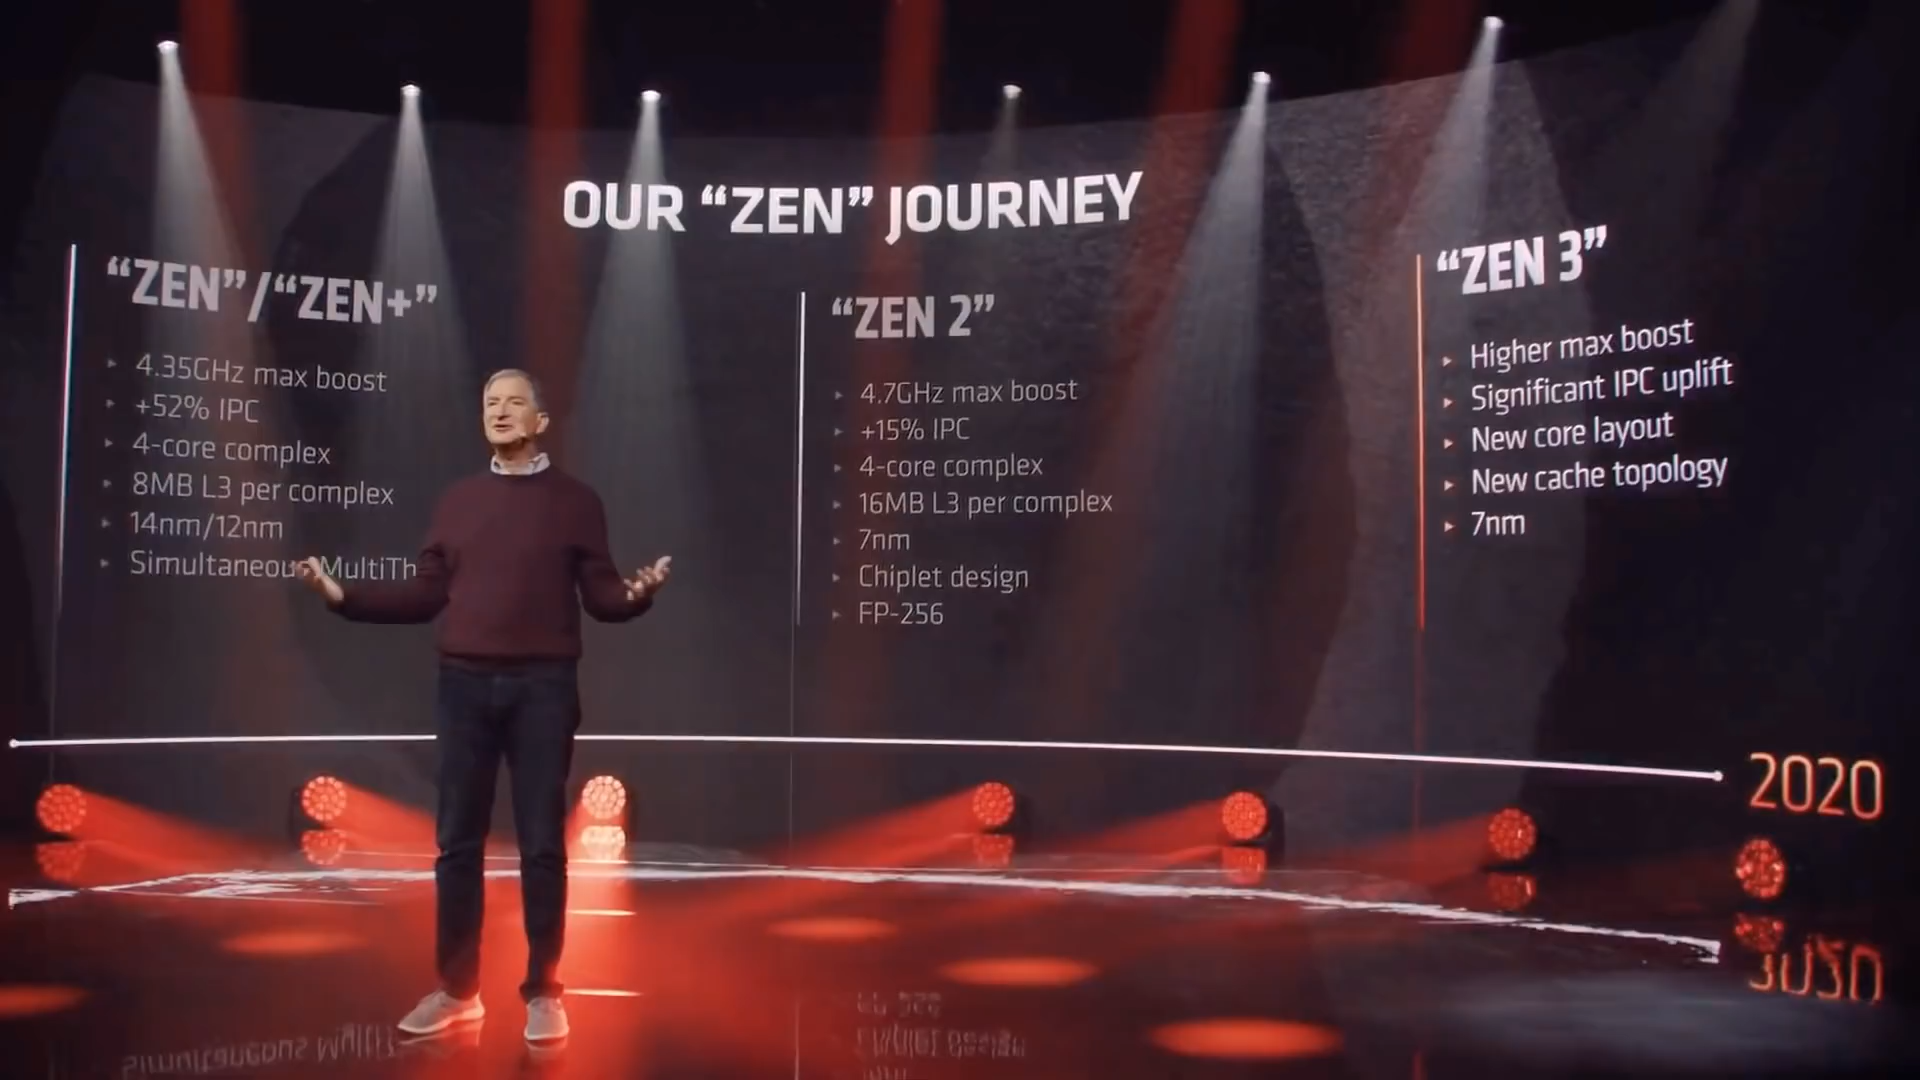 OUR “ZEN” JOURNEY
“ZEN”/“ZEN+”
4.35GHz max boost
+52% IPC
4-core complex
8MB L3 per complex
14nm/12nm
Simultaneous MultiTh
“ZEN 2”
4.7GHz max boost
+15% IPC
4-core complex
16MB L3 per complex
7nm
Chiplet design
FP-256
“ZEN 3”
Higher max boost
Significant IPC uplift
New core layout
New cache topology
7nm
2020